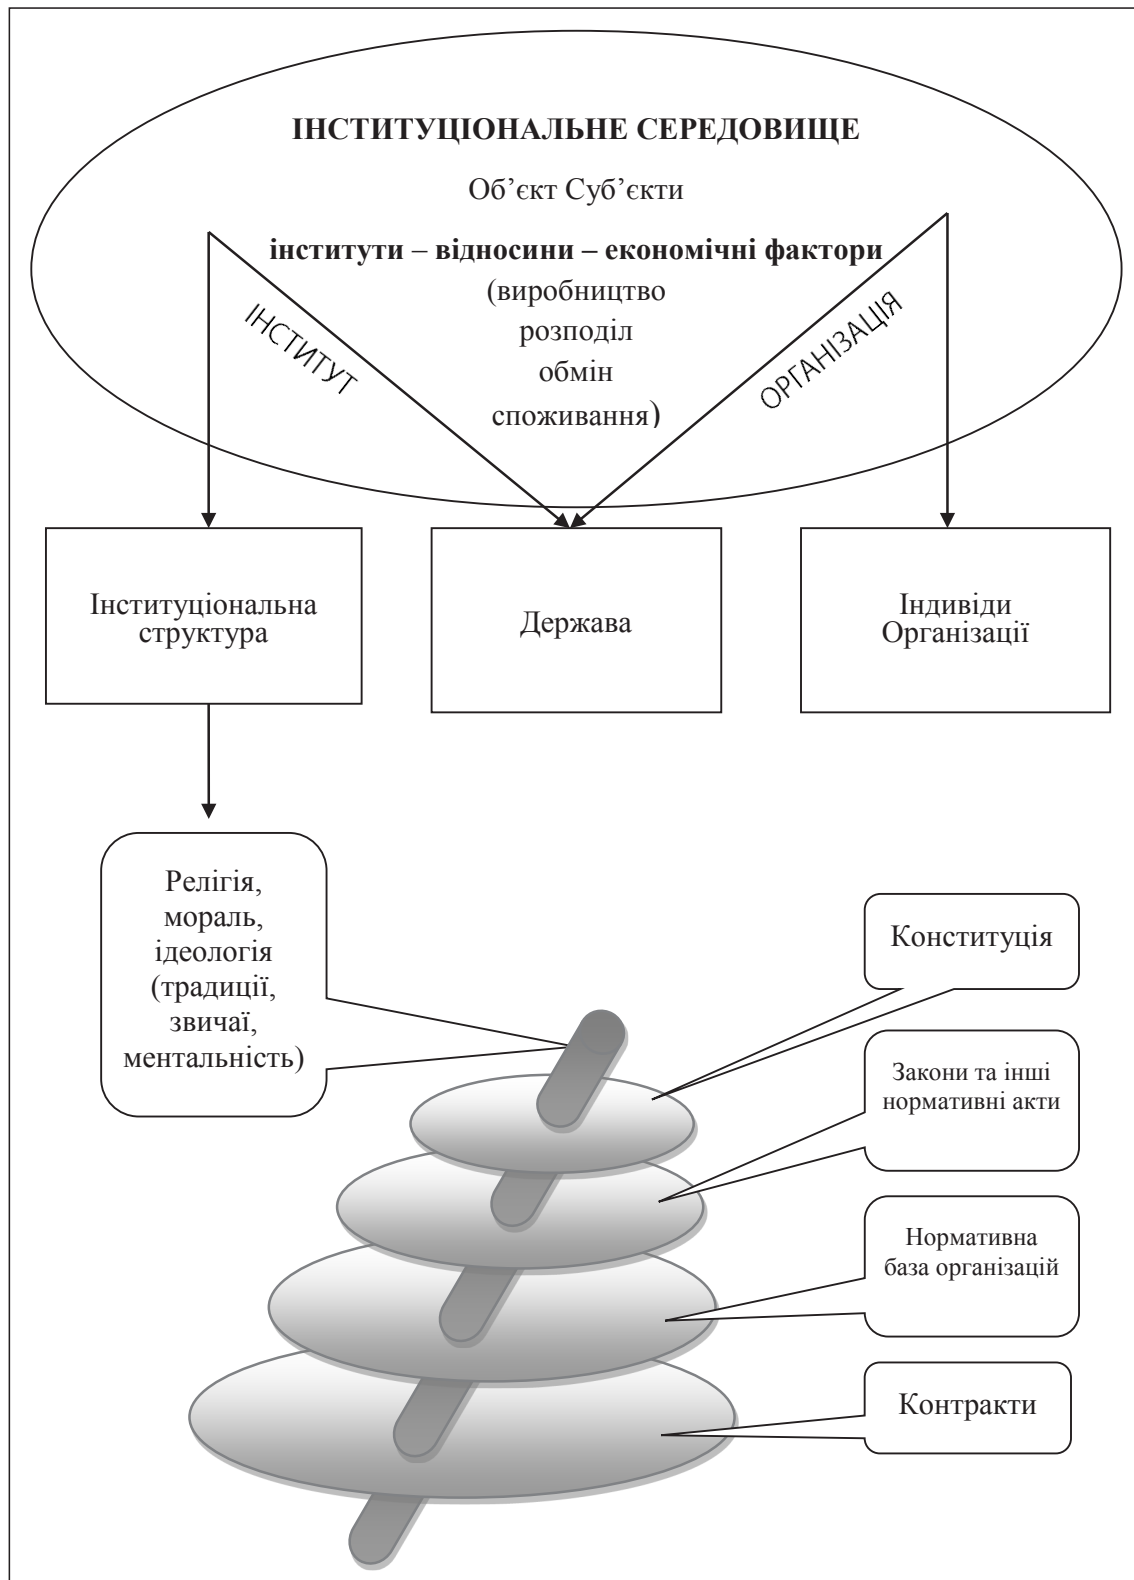 ІНСТИТУЦІОНАЛЬНЕ СЕРЕДОВИЩЕ
Об’єкт Суб’єкти
інститути – відносини – економічні фактори
(виробництво
розподіл
обмін
споживання)
ІНСТИТУТ
ОРГАНІЗАЦІЯ
Інституціональна
структура
Держава
Індивіди
Організації
Релігія,
мораль,
ідеологія
(традиції,
звичаї,
ментальність)
Конституція
Закони та інші
нормативні акти
Нормативна
база організацій
Контракти